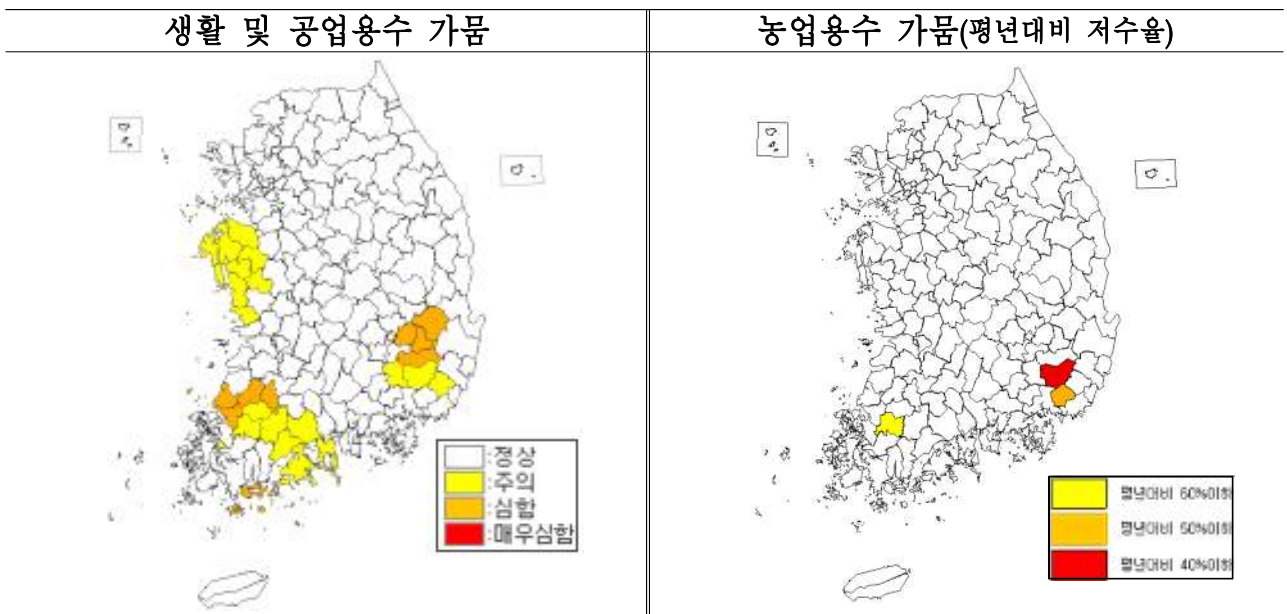 생활 및 공업용수 가뭄
농업용수 가뭄(평년대비 저수율)
:정상
:주의
:심함
:매우심함
평년대비 60%이하
평년대비 50%이하
평년대비 40%이하